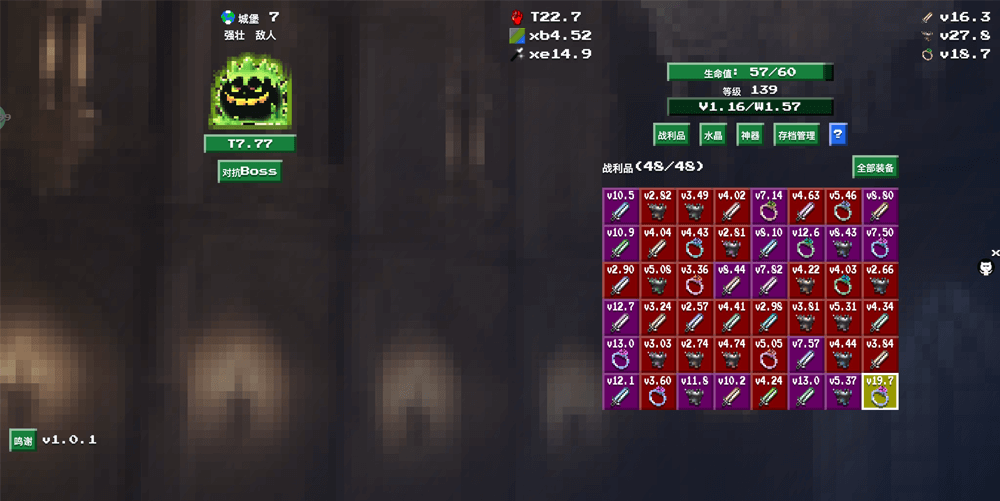 城堡 7
强壮 敌人
T7.77
对抗Boss
T22.7
xb4.52
xe14.9
v16.3
v27.8
v18.7
生命值: 57/60
等级 139
V1.16/W1.57
战利品 水晶 神器 存档管理 ?
战利品(48/48)
全部装备
v10.5 v2.82 v3.49 v4.02 v7.14 v4.63 v5.46 v8.80
v10.9 v4.04 v4.43 v2.81 v8.10 v12.6 v8.43 v7.50
v2.90 v5.08 v3.36 v8.44 v7.82 v4.22 v4.03 v2.66
v12.7 v3.24 v2.57 v4.41 v2.98 v3.81 v5.31 v4.34
v13.0 v3.03 v2.74 v4.74 v5.05 v7.57 v4.44 v3.84
v12.1 v3.60 v11.8 v10.2 v4.24 v13.0 v5.37 v19.7
x
鸣谢 v1.0.1